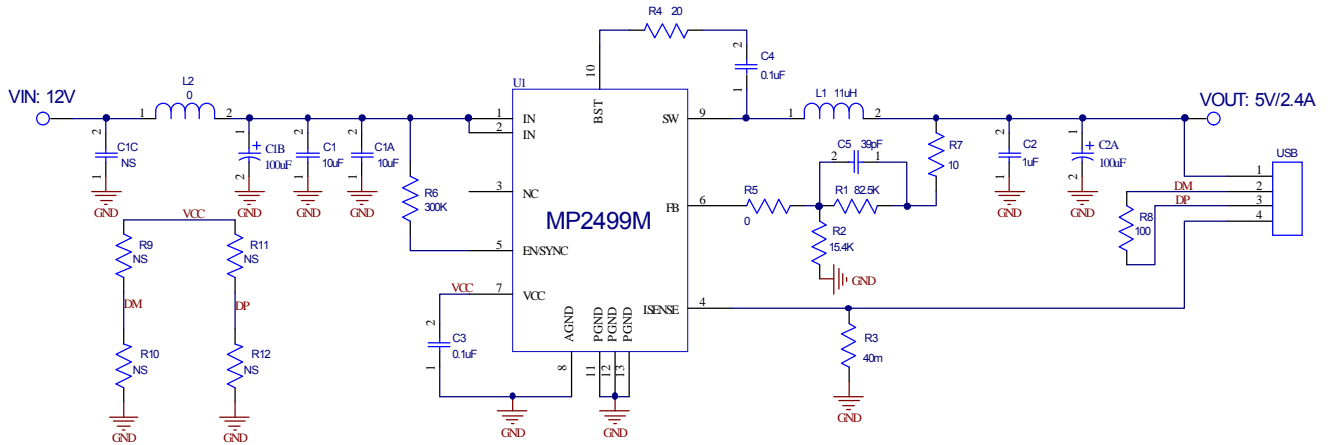 R4 20
2
C4
0.1uF
1
10
U1
L2
0
VIN: 12V
1
2
1
2
IN
IN
BST
SW
9
L1 11uH
1
2
VOUT: 5V/2.4A
2
C1C
NS
1
GND
1
C1B
100uF
2
GND
2
C1
10uF
1
GND
2
C1A
10uF
1
GND
R6
300K
3
NC
MP2499M
FB
6
R5
0
C5 39pF
2
1
R1 82.5K
R2
15.4K
GND
R7
10
2
C2
1uF
1
GND
1
C2A
100uF
2
GND
USB
1
2
3
4
DM
DP
R8
100
VCC
R9
NS
R11
NS
DM
DP
R10
NS
R12
NS
GND
GND
5
EN/SYNC
VCC
7
VCC
2
C3
0.1uF
1
AGND
PGND
PGND
PGND
8
11
12
13
GND
GND
ISENSE
4
R3
40m
GND